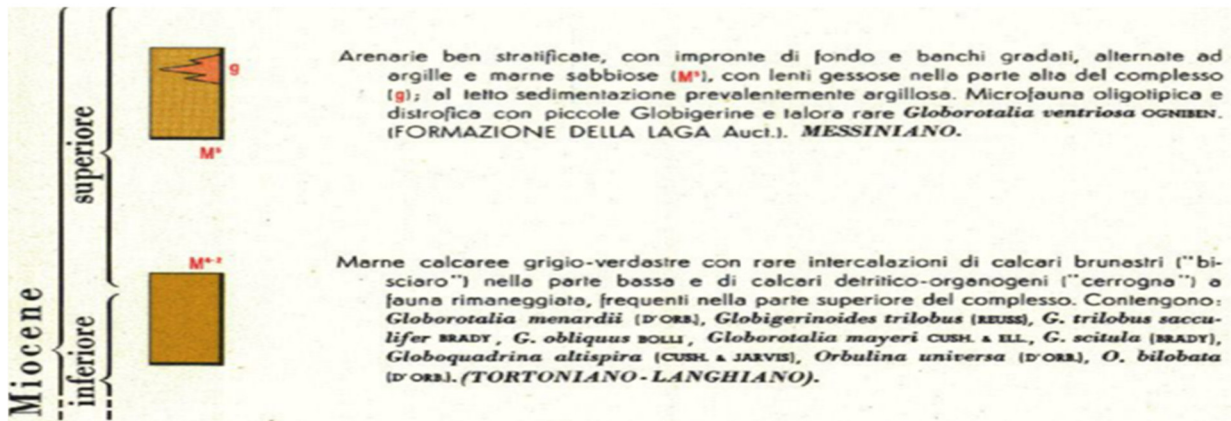 Miocene
superiore
inferiore
g
M⁵
Arenarie ben stratificate, con impronte di fondo e banchi gradati, alternate ad
argille e marne sabbiose (M⁵), con lenti gessose nella parte alta del complesso
(g); al tetto sedimentazione prevalentemente argillosa. Microfauna oligotipica e
distrofica con piccole Globigerine e talora rare Globorotalia ventriosa OGNIBEN.
(FORMAZIONE DELLA LAGA Auct.). MESSINIANO.
M⁴⁻²
Marne calcaree grigio-verdastre con rare intercalazioni di calcari brunastri ("bi-
sciaro") nella parte bassa e di calcari detritico-organogeni ("cerrogna") a
fauna rimaneggiata, frequenti nella parte superiore del complesso. Contengono:
Globorotalia menardii (D'ORB.), Globigerinoides trilobus (REUSS), G. trilobus saccu-
lifer BRADY, G. obliquus BOLLI, Globorotalia mayeri CUSH. & ELL., G. scitula (BRADY),
Globoquadrina altispira (CUSH. & JARVIS), Orbulina universa (D'ORB.), O. bilobata
(D'ORB.). (TORTONIANO-LANGHIANO).